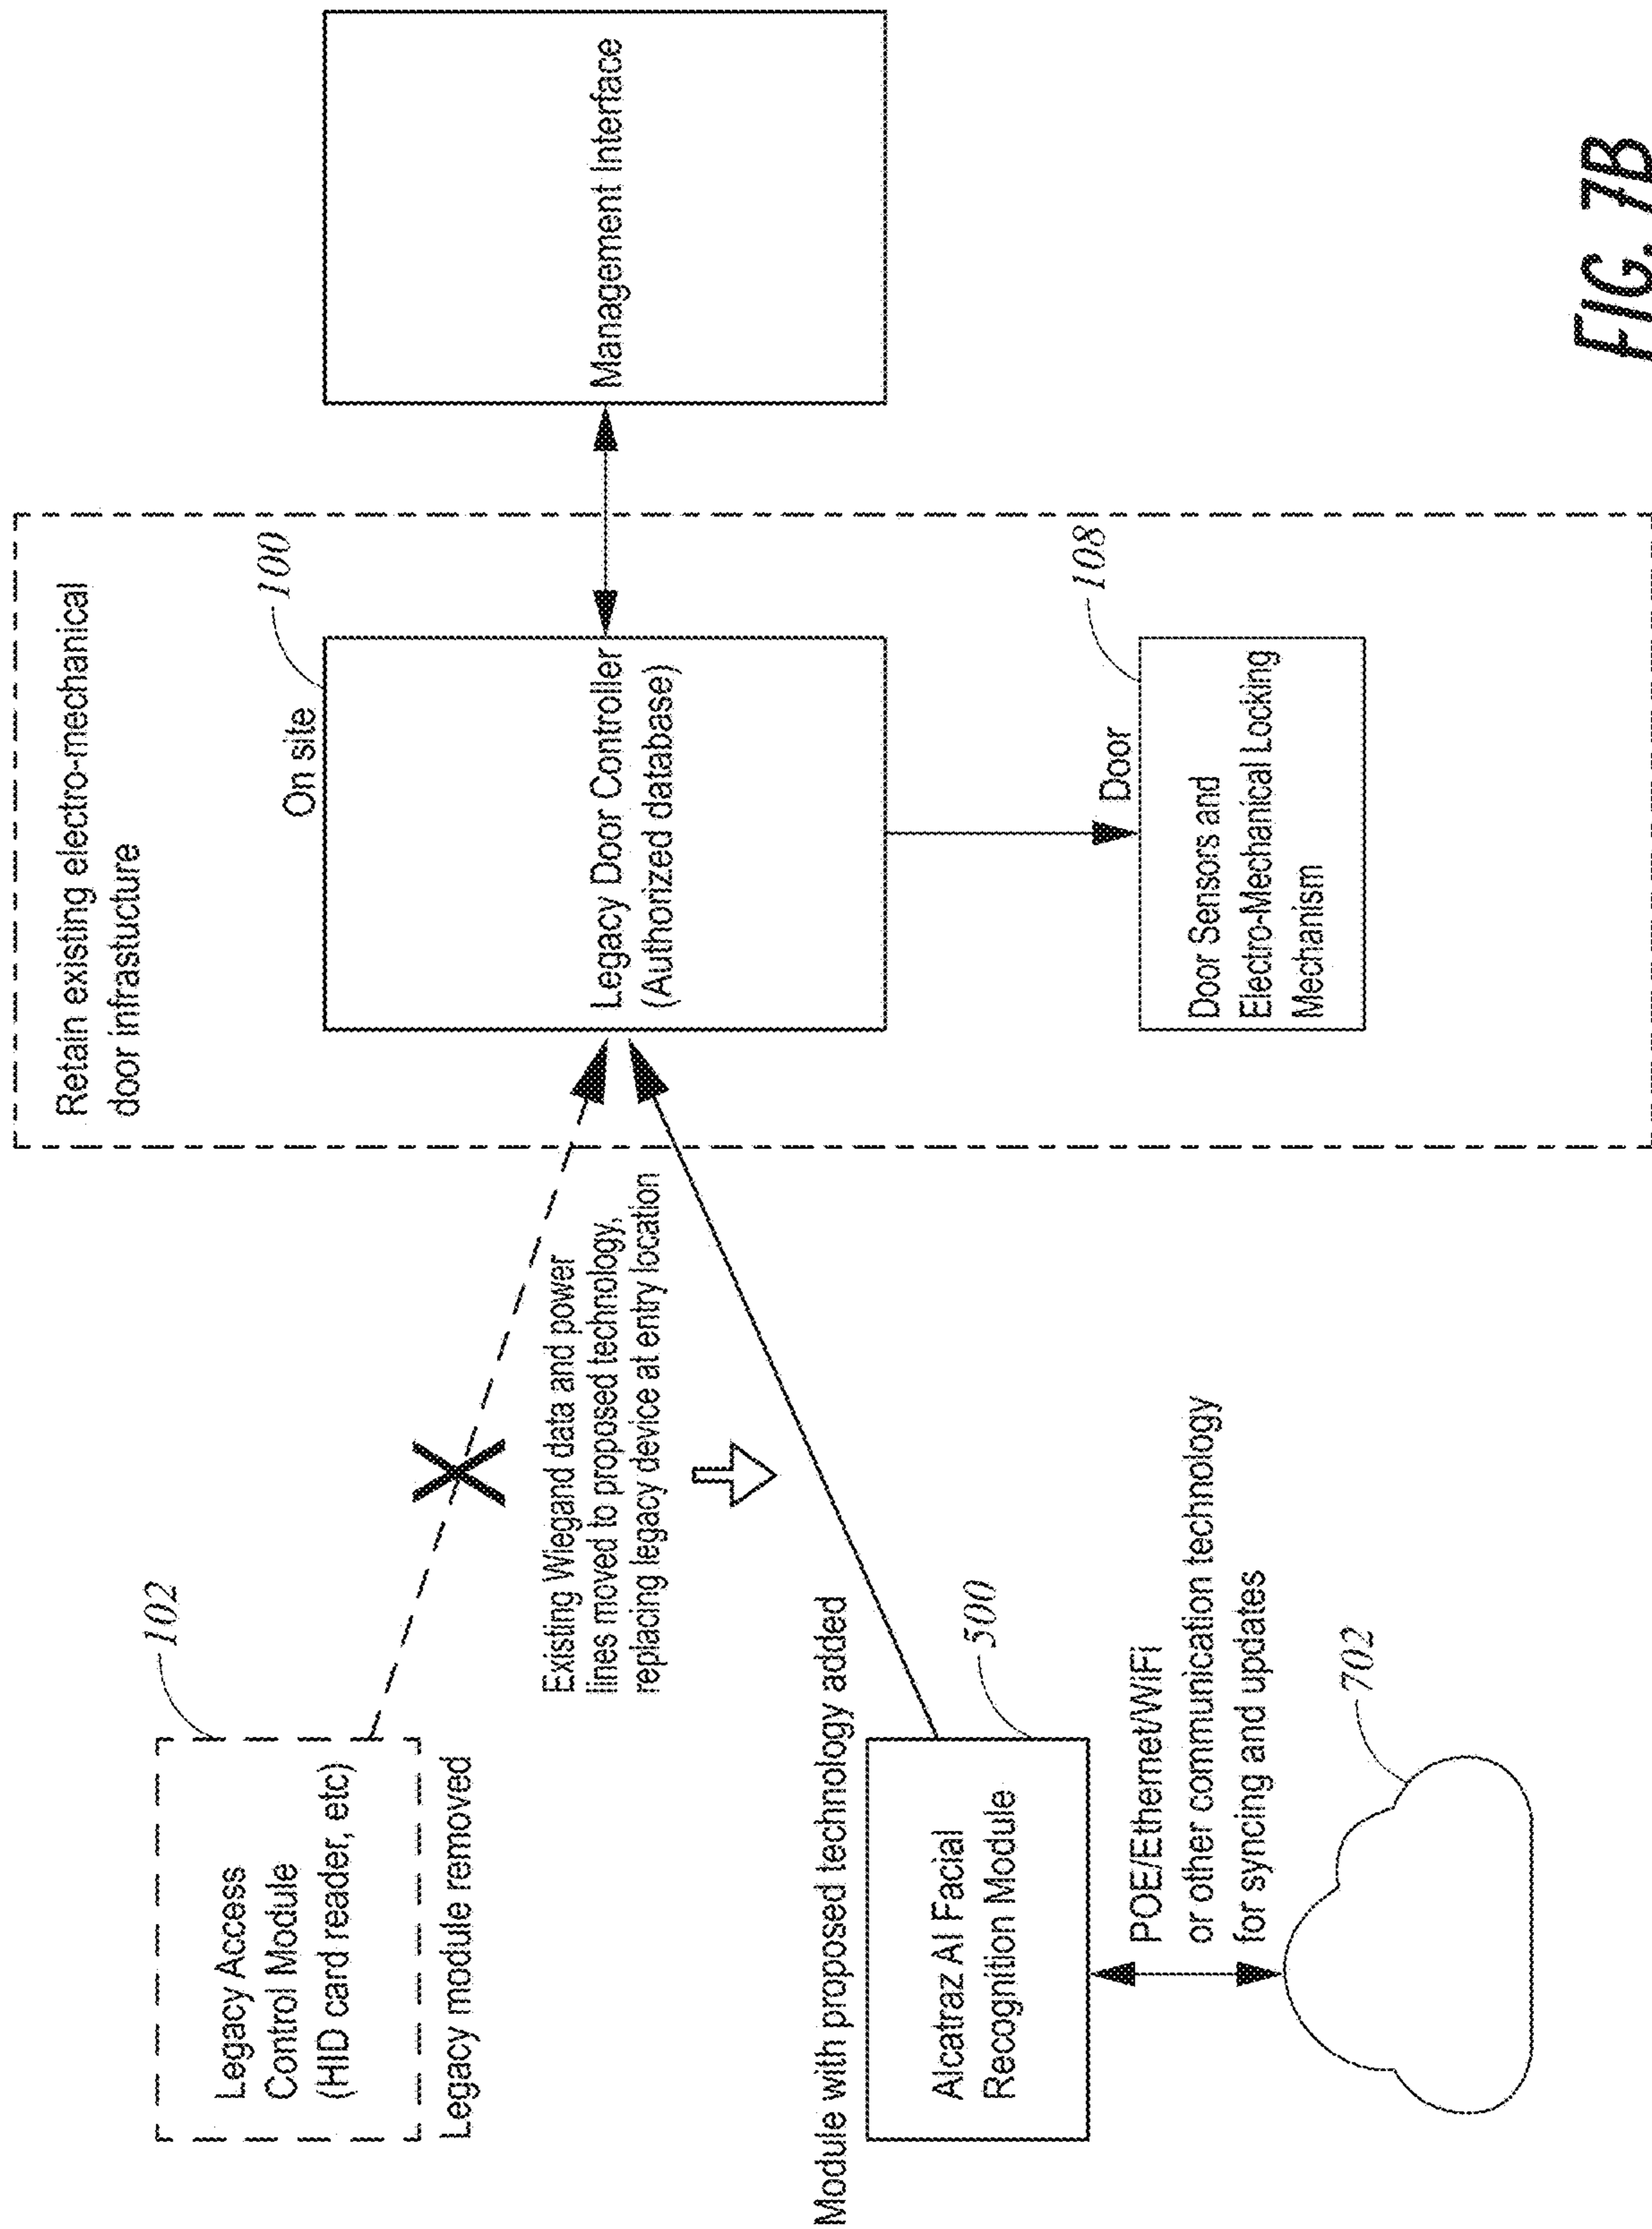 Retain existing electro-mechanical
door infrastucture
102
Legacy Access
Control Module
(HID card reader, etc)
Legacy module removed
X
Existing Wiegand data and power
lines moved to proposed technology,
replacing legacy device at entry location
On site
100
Legacy Door Controller
(Authorized database)
Management Interface
Module with proposed technology added
500
Alcatraz AI Facial
Recognition Module
POE/Ethernet/WiFi
or other communication technology
for syncing and updates
702
Door
108
Door Sensors and
Electro-Mechanical Locking
Mechanism
FIG. 7B